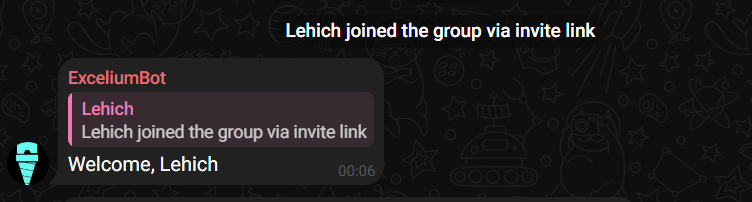 Lehich joined the group via invite link
ExceliumBot
Lehich
Lehich joined the group via invite link
Welcome, Lehich
00:06